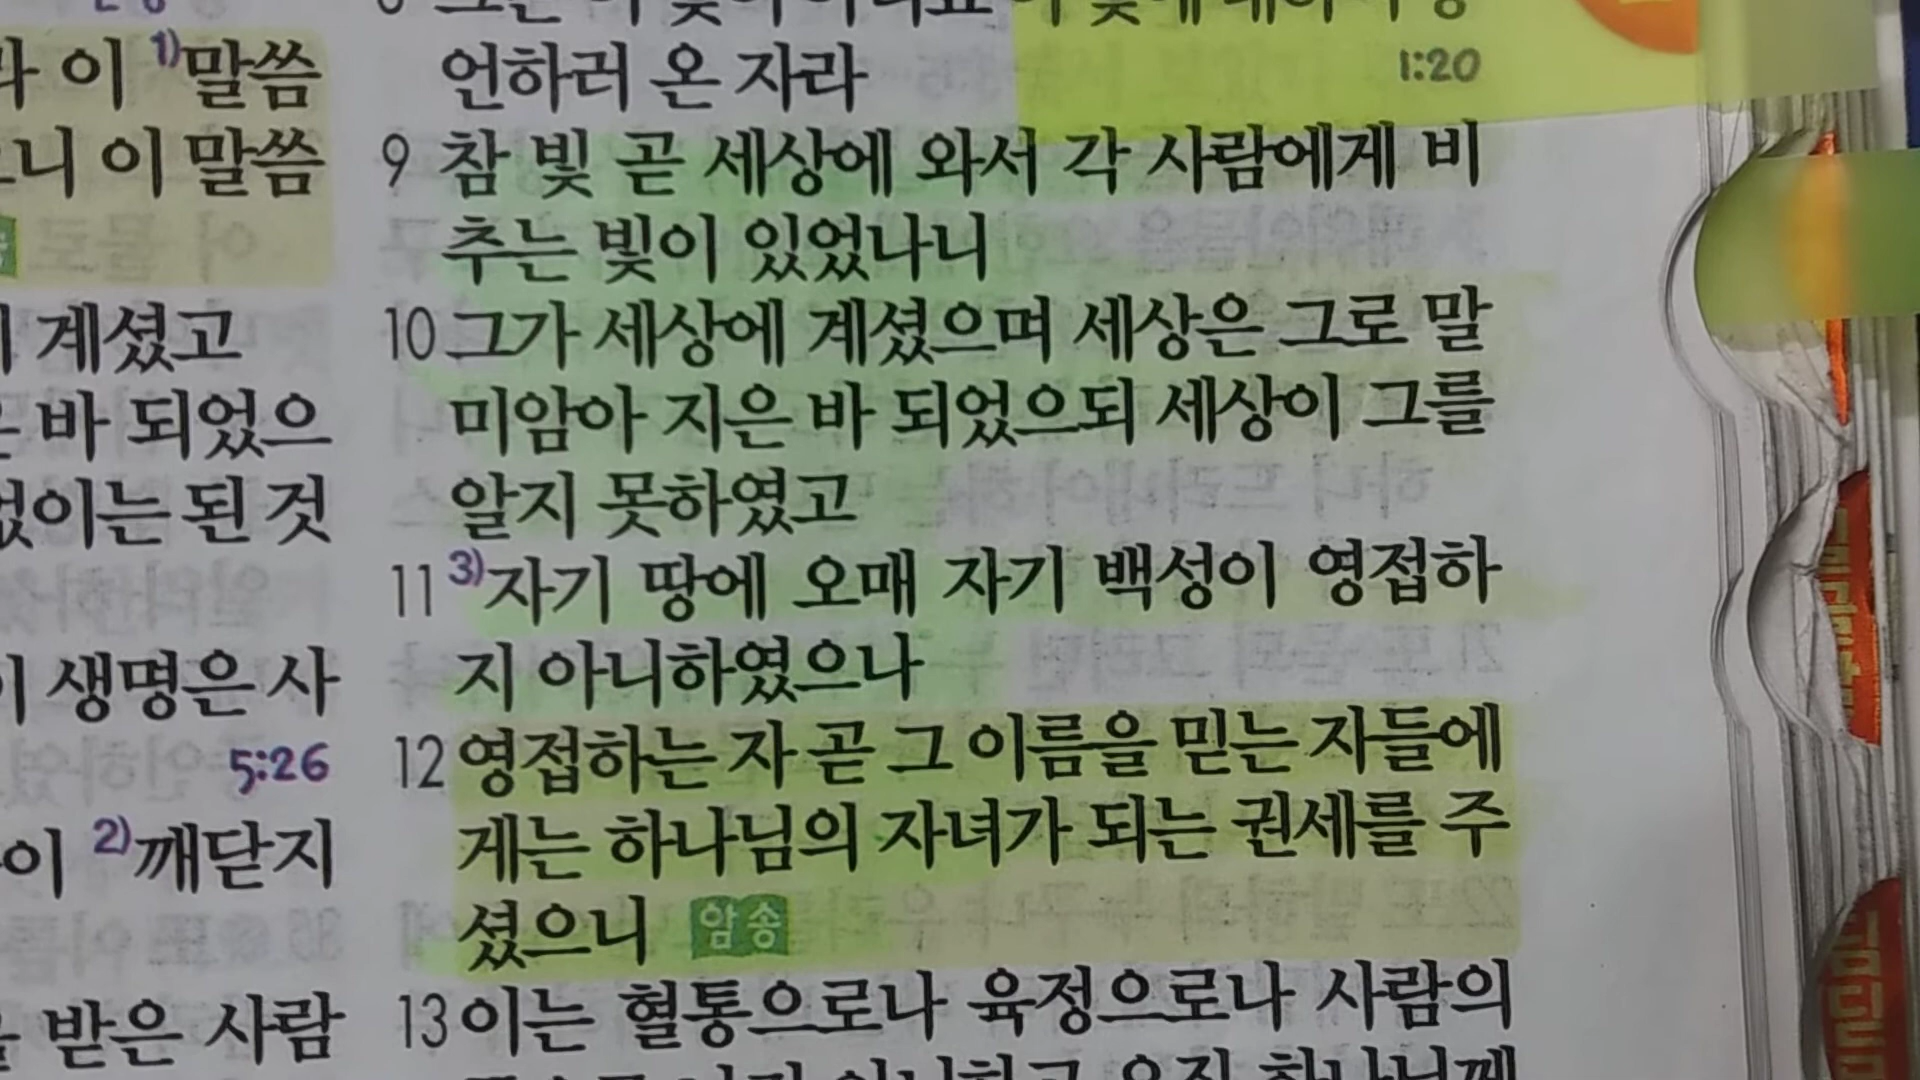 이 1)말씀
니 이 말씀
계셨고
바 되었으
없이는 된 것
이 생명은 사
5:26
이 2)깨닫지
받은 사람
언하러 온 자라
1:20
9 참 빛 곧 세상에 와서 각 사람에게 비
추는 빛이 있었나니
10 그가 세상에 계셨으며 세상은 그로 말
미암아 지은 바 되었으되 세상이 그를
알지 못하였고
11 3)자기 땅에 오매 자기 백성이 영접하
지 아니하였으나
12 영접하는 자 곧 그 이름을 믿는 자들에
게는 하나님의 자녀가 되는 권세를 주
셨으니 암송
13 이는 혈통으로나 육정으로나 사람의